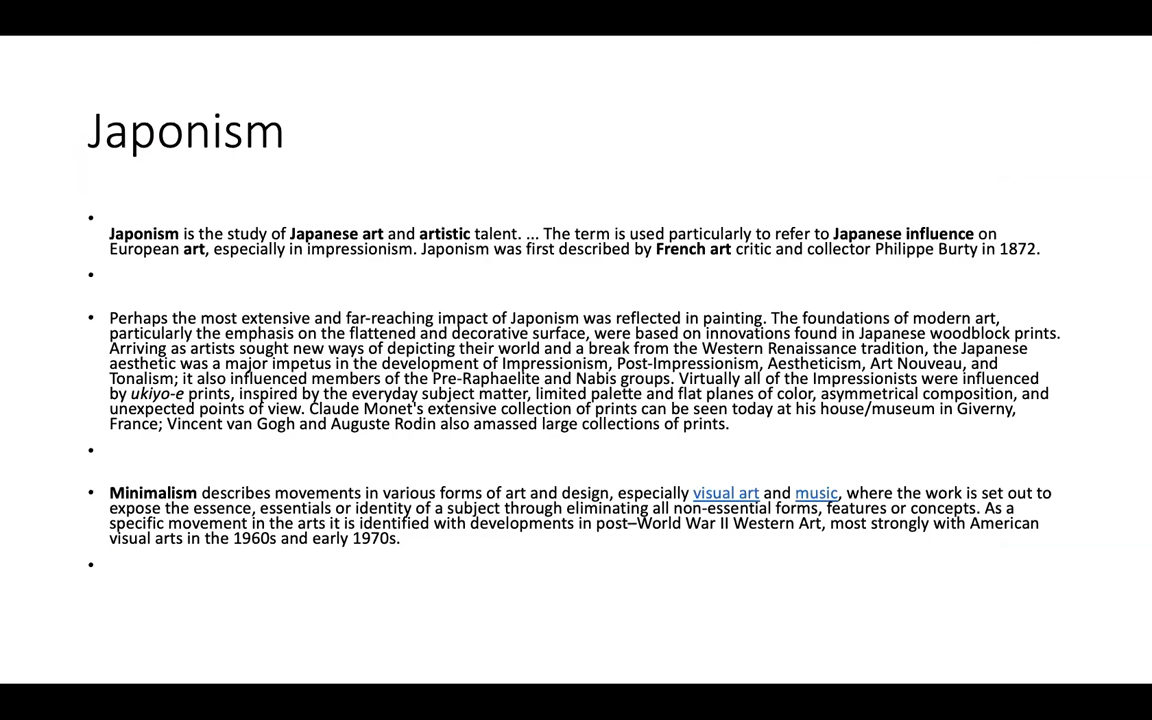 Japonism
•
Japonism is the study of Japanese art and artistic talent. ... The term is used particularly to refer to Japanese influence on
European art, especially in impressionism. Japonism was first described by French art critic and collector Philippe Burty in 1872.
•
• Perhaps the most extensive and far-reaching impact of Japonism was reflected in painting. The foundations of modern art,
particularly the emphasis on the flattened and decorative surface, were based on innovations found in Japanese woodblock prints.
Arriving as artists sought new ways of depicting their world and a break from the Western Renaissance tradition, the Japanese
aesthetic was a major impetus in the development of Impressionism, Post-Impressionism, Aestheticism, Art Nouveau, and
Tonalism; it also influenced members of the Pre-Raphaelite and Nabis groups. Virtually all of the Impressionists were influenced
by ukiyo-e prints, inspired by the everyday subject matter, limited palette and flat planes of color, asymmetrical composition, and
unexpected points of view. Claude Monet's extensive collection of prints can be seen today at his house/museum in Giverny,
France; Vincent van Gogh and Auguste Rodin also amassed large collections of prints.
•
• Minimalism describes movements in various forms of art and design, especially visual art and music, where the work is set out to
expose the essence, essentials or identity of a subject through eliminating all non-essential forms, features or concepts. As a
specific movement in the arts it is identified with developments in post–World War II Western Art, most strongly with American
visual arts in the 1960s and early 1970s.
•